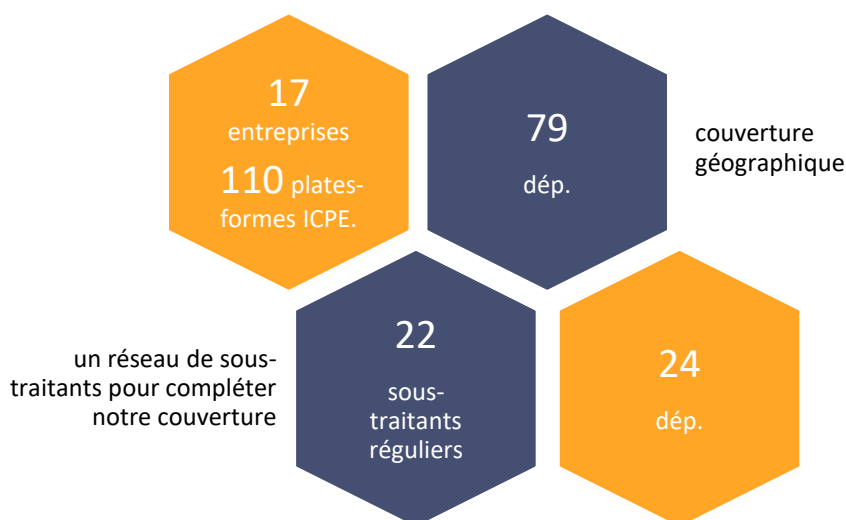 17
entreprises
110 plates-
formes ICPE.
79
dép.
couverture
géographique
un réseau de sous-
traitants pour compléter
notre couverture
22
sous-
traitants
réguliers
24
dép.